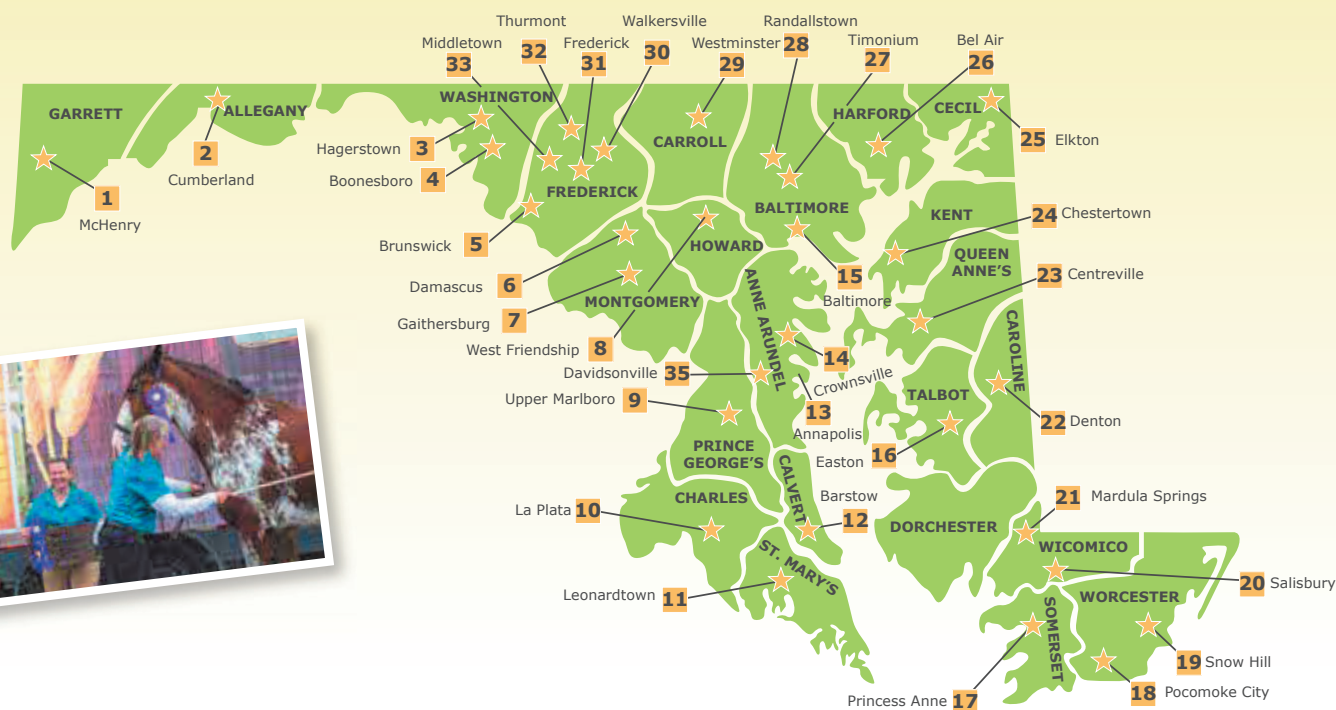 Randallstown
28
Thurmont
32
Walkersville
30
Middletown
33
Frederick
31
Westminster
29
Timonium
27
Bel Air
26
GARRETT
ALLEGANY
WASHINGTON
CARROLL
HARFORD
CECIL
25 Elkton
2
Cumberland
Hagerstown 3
Boonesboro 4
1
McHenry
FREDERICK
BALTIMORE
KENT
24 Chestertown
Brunswick 5
HOWARD
QUEEN
ANNE'S
23 Centreville
15
Baltimore
Damascus 6
MONTGOMERY
ANNE ARUNDEL
Gaithersburg 7
West Friendship 8
14
Crownsville
Davidsonville 35
CAROLINE
Upper Marlboro 9
13
Annapolis
TALBOT
22 Denton
Easton 16
PRINCE
GEORGE'S
CALVERT
CHARLES
La Plata 10
Barstow
12
21 Mardula Springs
DORCHESTER
WICOMICO
ST. MARY'S
Leonardtown 11
20 Salisbury
WORCESTER
SOMERSET
19 Snow Hill
18 Pocomoke City
Princess Anne 17